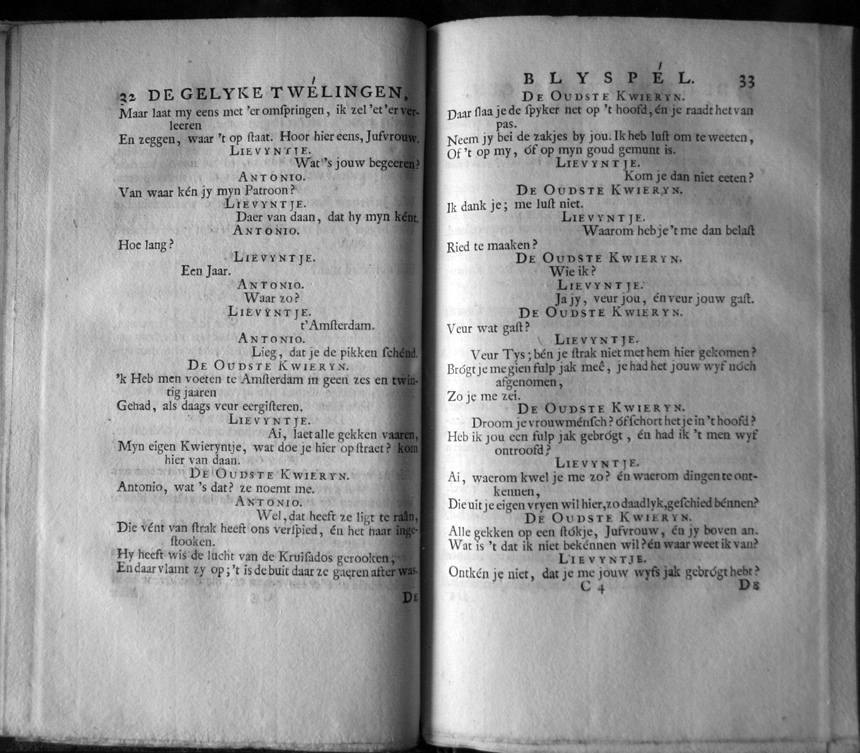 32 DE GELYKE TWÉLINGEN,
Maar laat my eens met 'er omſpringen, ik zel 'et 'er ver-
leeren
En zeggen, waar 't op ſtaat. Hoor hier eens, Jufvrouw.
LIEVYNTJE.
Wat 's jouw begeeren?
ANTONIO.
Van waar kén jy myn Patroon?
LIEVYNTJE.
Daer van daan, dat hy myn ként.
ANTONIO.
Hoe lang?
LIEVYNTJE.
Een Jaar.
ANTONIO.
Waar zo?
LIEVYNTJE.
t'Amſterdam.
ANTONIO.
Lieg, dat je de pikken ſchénd.
DE OUDSTE KWIERYN.
'k Heb men voeten te Amſterdam in geen zes en twin-
tig jaaren
Gehad, als daags veur eergiſteren.
LIEVYNTJE.
Ai, laet alle gekken vaaren,
Myn eigen Kwieryntje, wat doe je hier op ſtraet? kom
hier van daan.
DE OUDSTE KWIERYN.
Antonio, wat 's dat? ze noemt me.
ANTONIO.
Wel, dat heeft ze ligt te raân,
Die vént van ſtrak heeft ons verſpied, én het haar inge-
ſtooken.
Hy heeft wis de lucht van de Kruiſados gerooken,
En daar vlamt zy op; 't is de buit daar ze gaeren after was.
DE
BLYSPÉL. 33
DE OUDSTE KWIERYN.
Daar ſlaa je de ſpyker net op 't hoofd, én je raadt het van
pas.
Neem jy bei de zakjes by jou. Ik heb luſt om te weeten,
Of 't op my, óf op myn goud gemunt is.
LIEVYNTJE.
Kom je dan niet eeten?
DE OUDSTE KWIERYN.
Ik dank je; me luſt niet.
LIEVYNTJE.
Waarom heb je 't me dan belaſt
Ried te maaken?
DE OUDSTE KWIERYN.
Wie ik?
LIEVYNTJE.
Ja jy, veur jou, én veur jouw gaſt.
DE OUDSTE KWIERYN.
Veur wat gaſt?
LIEVYNTJE.
Veur Tys; bén je ſtrak niet met hem hier gekomen?
Brógt je me gien fulp jak meê, je had het jouw wyf nóch
afgenomen,
Zo je me zei.
DE OUDSTE KWIERYN.
Droom je vrouwménſch? óf ſchort het je in 't hoofd?
Heb ik jou een fulp jak gebrógt, én had ik 't men wyf
ontroofd?
LIEVYNTJE.
Ai, waerom kwel je me zo? én waerom dingen te ont-
kennen,
Die uit je eigen vryen wil hier, zo daadlyk, geſchied bénnen?
DE OUDSTE KWIERYN.
Alle gekken op een ſtókje, Jufvrouw, én jy boven an.
Wat is 't dat ik niet bekénnen wil? én waar weet ik van?
LIEVYNTJE.
Ontkén je niet, dat je me jouw wyfs jak gebrógt hebt?
C 4 DE